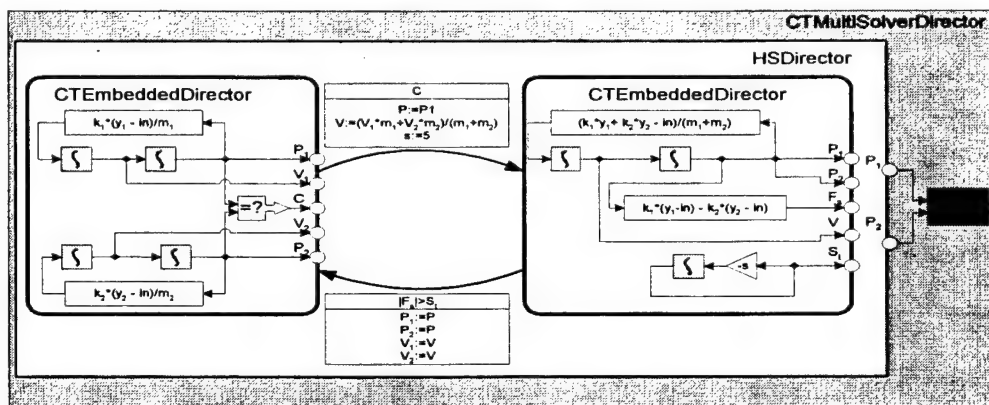 CTMultiSolverDirector
HSDirector
CTEmbeddedDirector
k₁*(y₁ - in)/m₁
∫
∫
P₁
V₁
=?
C
V₂
∫
∫
P₂
k₂*(y₂ - in)/m₂
C
P:=P1
V:=(V₁*m₁+V₂*m₂)/(m₁+m₂)
s:=5
|Fₛ|>Sₜ
P₁:=P
P₂:=P
V₁:=V
V₂:=V
CTEmbeddedDirector
(k₁*y₁+ k₂*y₂ - in)/(m₁+m₂)
∫
∫
P₁
P₂
k₁*(y₁-in) - k₂*(y₂ - in)
V
∫
-s
P₁
P₂